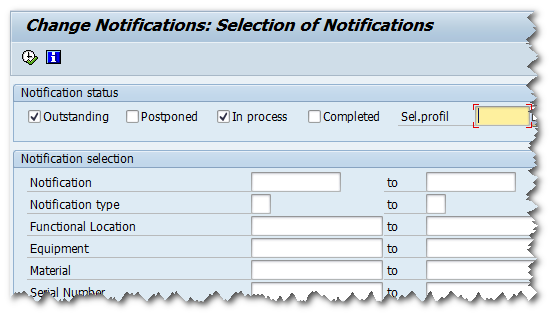 Change Notifications: Selection of Notifications
Notification status
Outstanding Postponed In process Completed Sel.profil
Notification selection
Notification to
Notification type to
Functional Location to
Equipment to
Material to
Serial Number to